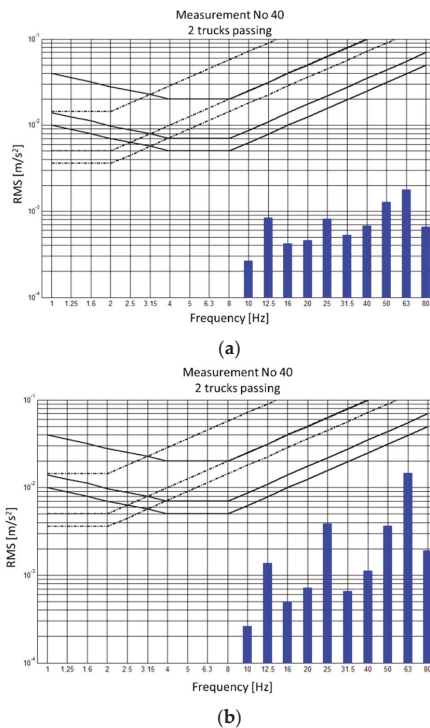 Measurement No 40
2 trucks passing
10⁻¹
10⁻²
10⁻³
10⁻⁴
RMS [m/s²]
1 1.25 1.6 2 2.5 3.15 4 5 6.3 8 10 12.5 16 20 25 31.5 40 50 63 80
Frequency [Hz]
(a)
Measurement No 40
2 trucks passing
10⁻¹
10⁻²
10⁻³
10⁻⁴
RMS [m/s²]
1 1.25 1.6 2 2.5 3.15 4 5 6.3 8 10 12.5 16 20 25 31.5 40 50 63 80
Frequency [Hz]
(b)